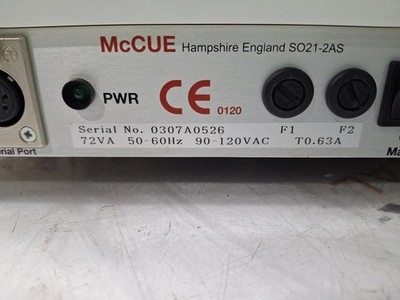 McCUE Hampshire England SO21-2AS
PWR CE 0120
Serial No. 0307A0526 F1 F2
72VA 50-60Hz 90-120VAC T0.63A
Port